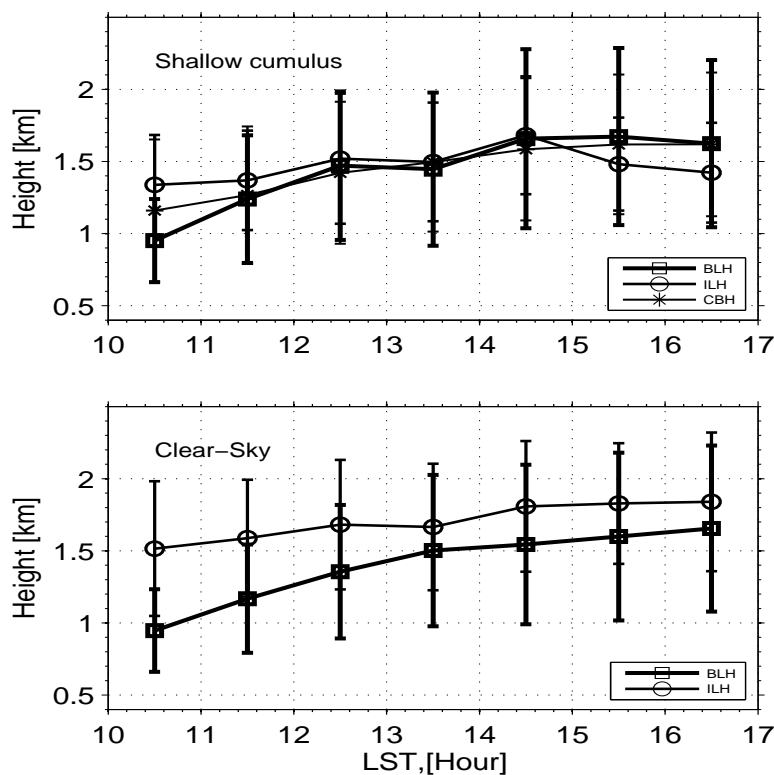 Shallow cumulus
Height [km]
2
1.5
1
0.5
BLH
ILH
CBH
10 11 12 13 14 15 16 17
Clear−Sky
Height [km]
2
1.5
1
0.5
BLH
ILH
10 11 12 13 14 15 16 17
LST,[Hour]